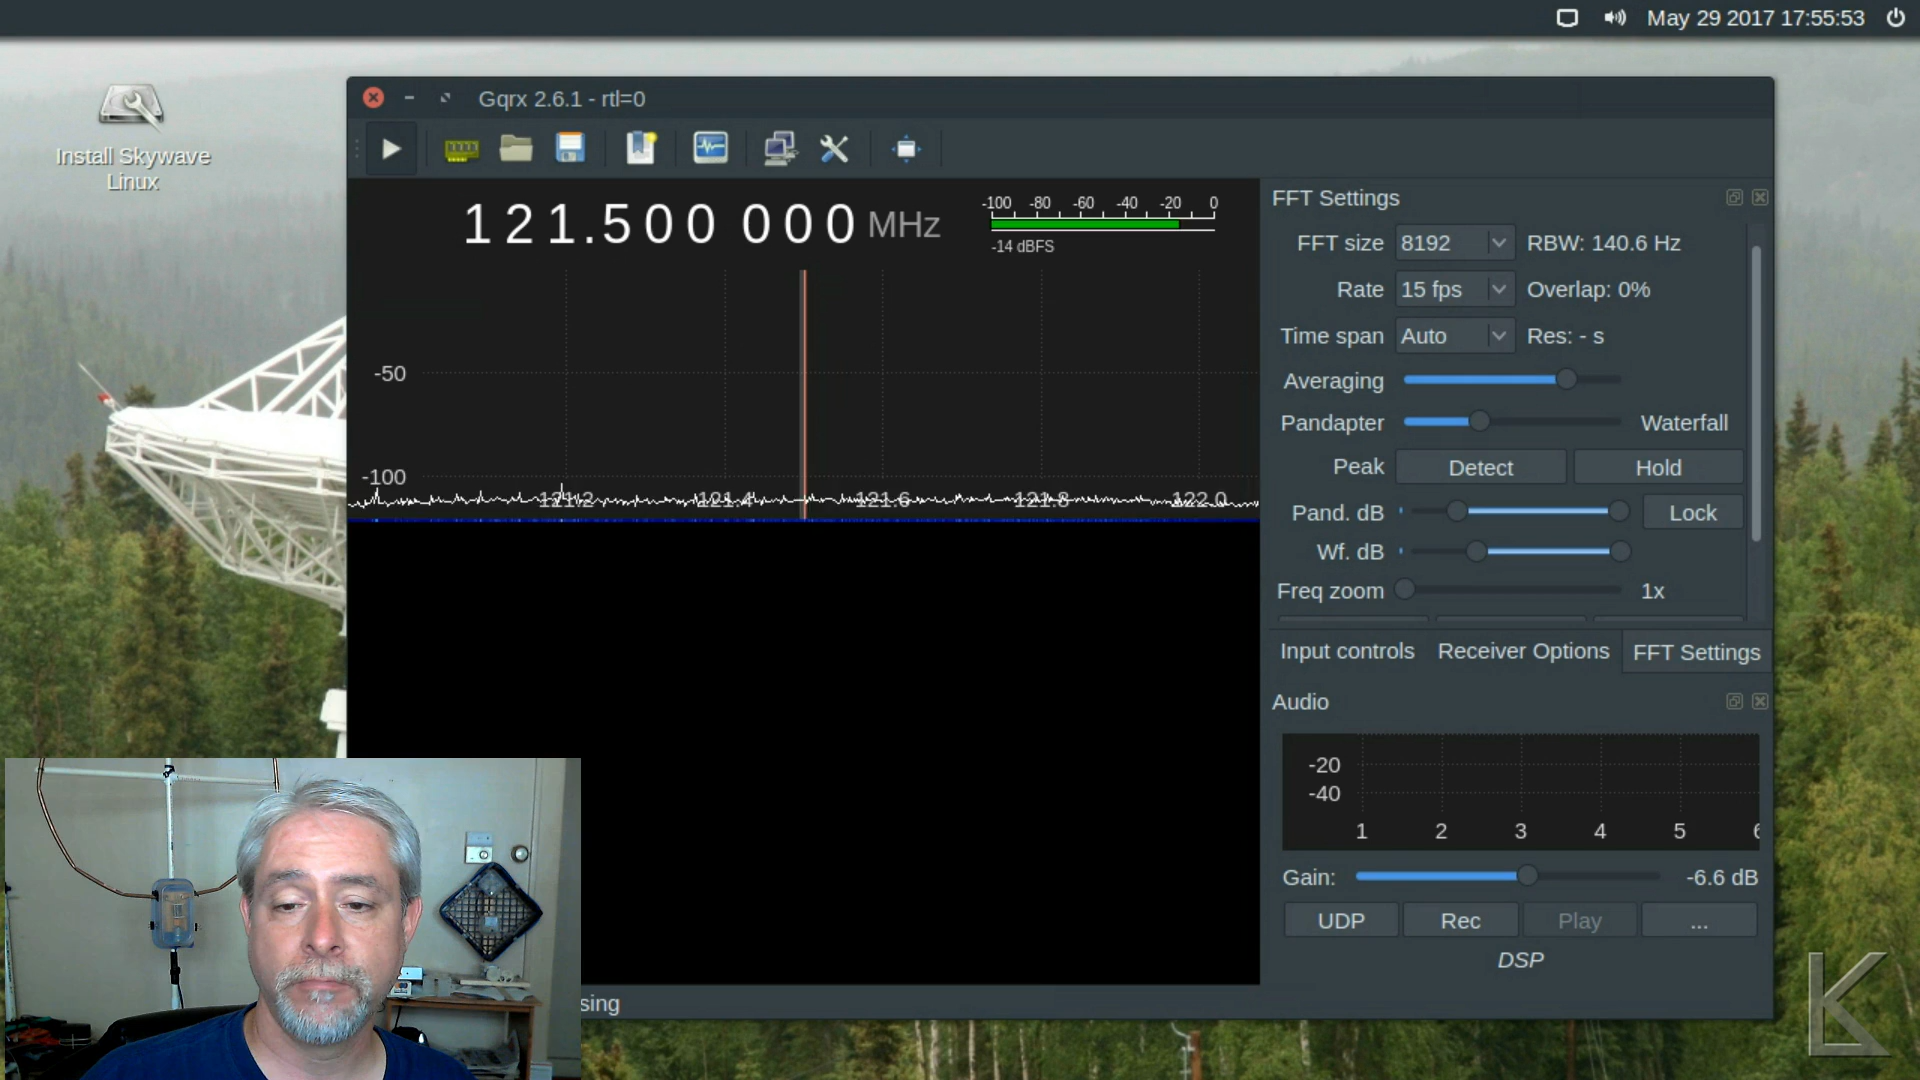 May 29 2017 17:55:53
Install Skywave
Linux
Gqrx 2.6.1 - rtl=0
121.500 000 MHz
-100 -80 -60 -40 -20 0
-14 dBFS
-50
-100
121.2 121.4 121.6 121.8 122.0
FFT Settings
FFT size 8192 RBW: 140.6 Hz
Rate 15 fps Overlap: 0%
Time span Auto Res: - s
Averaging
Pandapter Waterfall
Peak Detect Hold
Pand. dB Lock
Wf. dB
Freq zoom 1x
Input controls Receiver Options FFT Settings
Audio
-20
-40
1 2 3 4 5 6
Gain: -6.6 dB
UDP Rec Play ...
DSP
sing